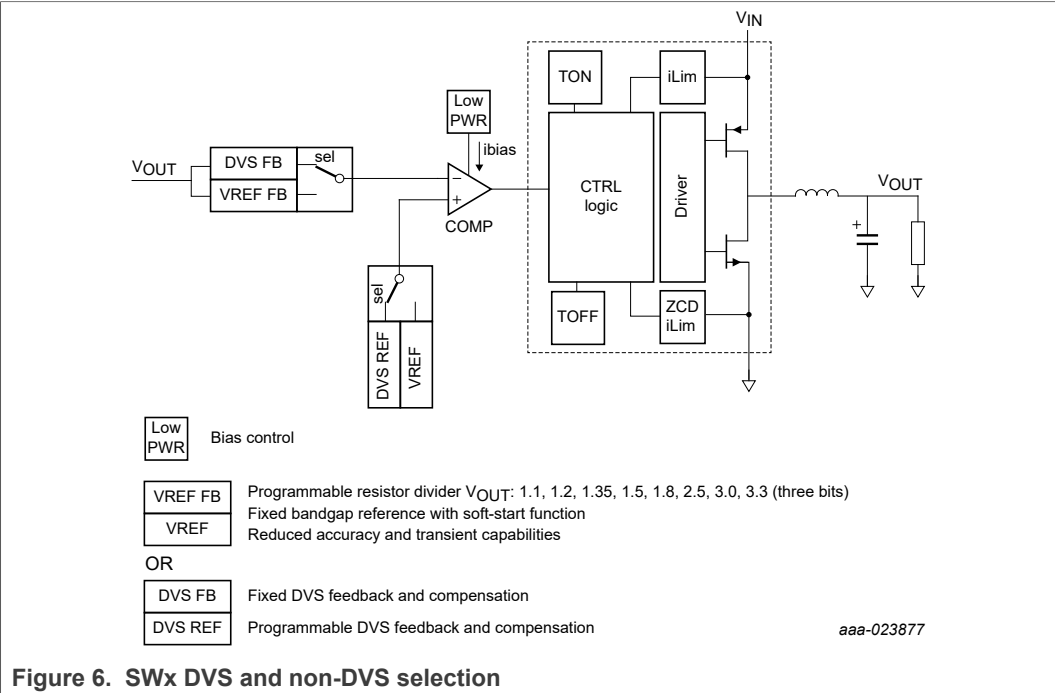 VIN
TON
iLim
Low
PWR
ibias
VOUT
DVS FB
sel
VREF FB
−
+
COMP
CTRL
logic
Driver
VOUT
+
sel
DVS REF
VREF
TOFF
ZCD
iLim
Low
PWR
Bias control
VREF FB
Programmable resistor divider VOUT: 1.1, 1.2, 1.35, 1.5, 1.8, 2.5, 3.0, 3.3 (three bits)
Fixed bandgap reference with soft-start function
VREF
Reduced accuracy and transient capabilities
OR
DVS FB
Fixed DVS feedback and compensation
DVS REF
Programmable DVS feedback and compensation
aaa-023877
Figure 6. SWx DVS and non-DVS selection